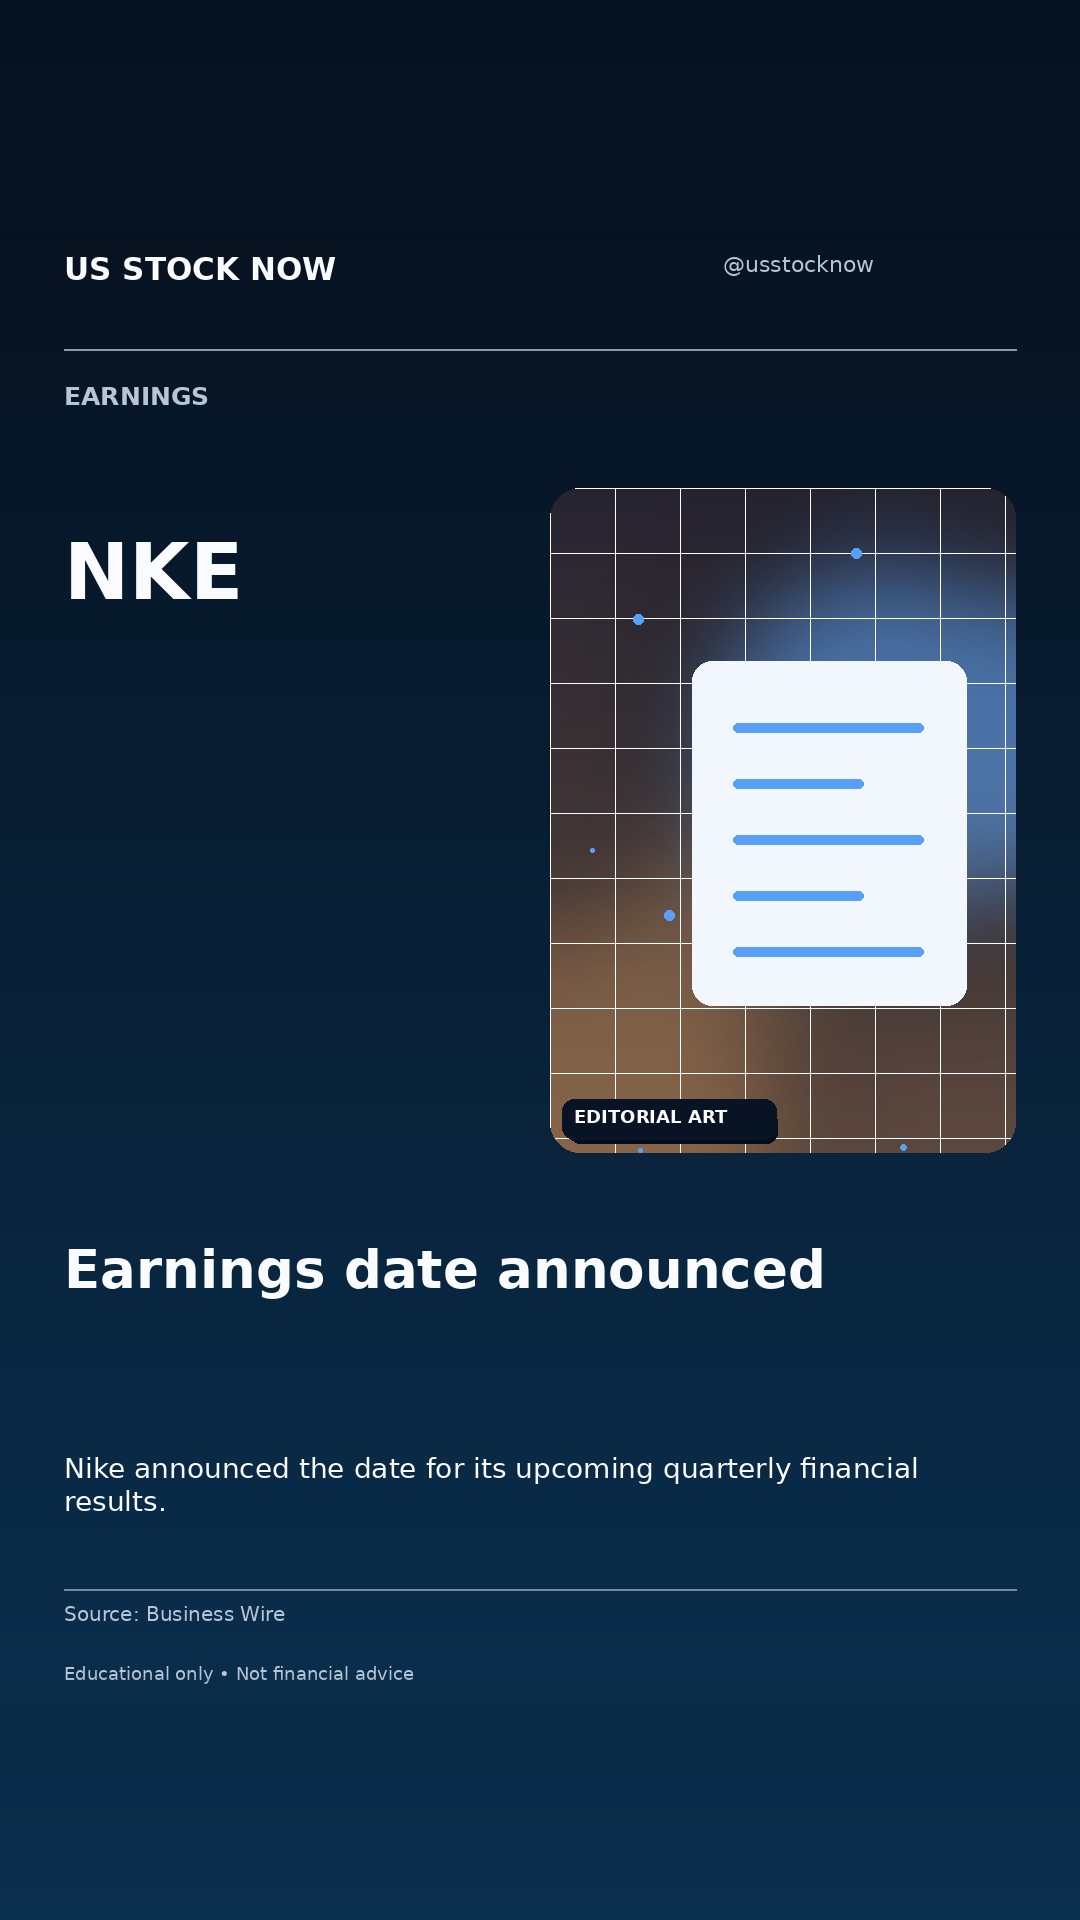 US STOCK NOW
@usstocknow
EARNINGS
NKE
EDITORIAL ART
Earnings date announced
Nike announced the date for its upcoming quarterly financial
results.
Source: Business Wire
Educational only • Not financial advice